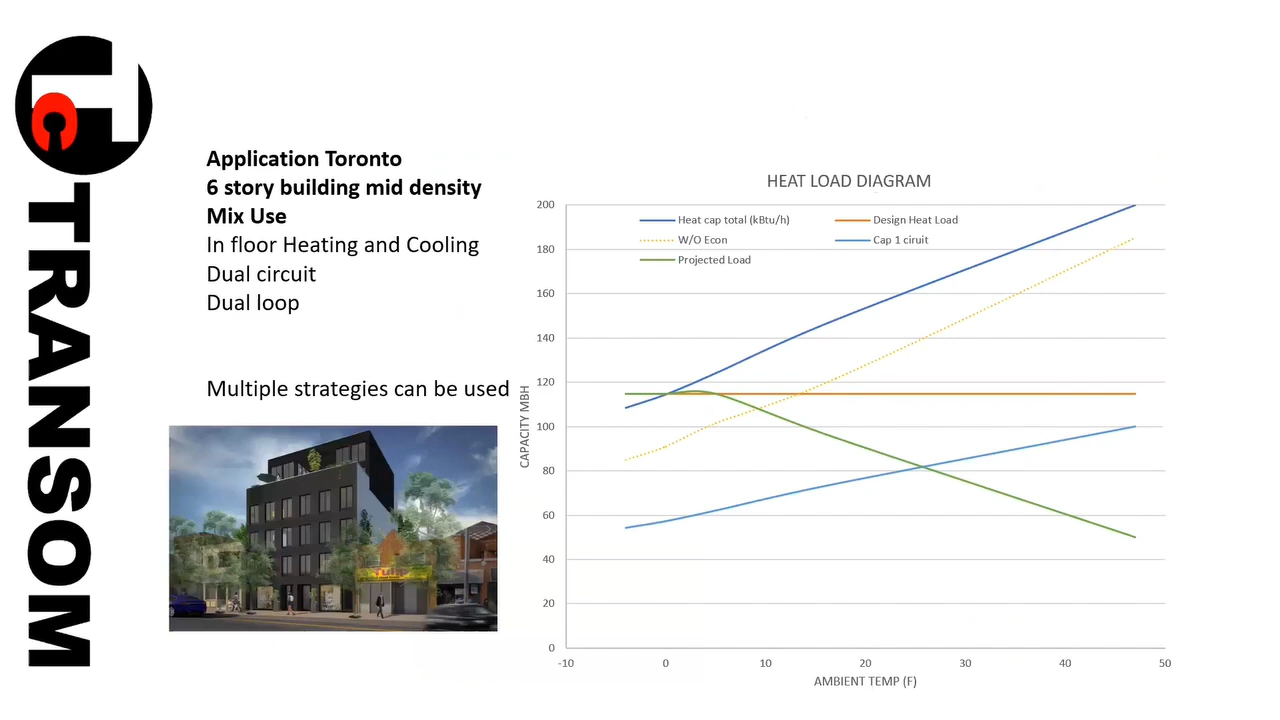 TC
TRANSOM
Application Toronto
6 story building mid density
Mix Use
In floor Heating and Cooling
Dual circuit
Dual loop
Multiple strategies can be used
HEAT LOAD DIAGRAM
Heat cap total (kBtu/h)
Design Heat Load
W/O Econ
Cap 1 ciruit
Projected Load
CAPACITY MBH
200
180
160
140
120
100
80
60
40
20
0
-10
0
10
20
30
40
50
AMBIENT TEMP (F)